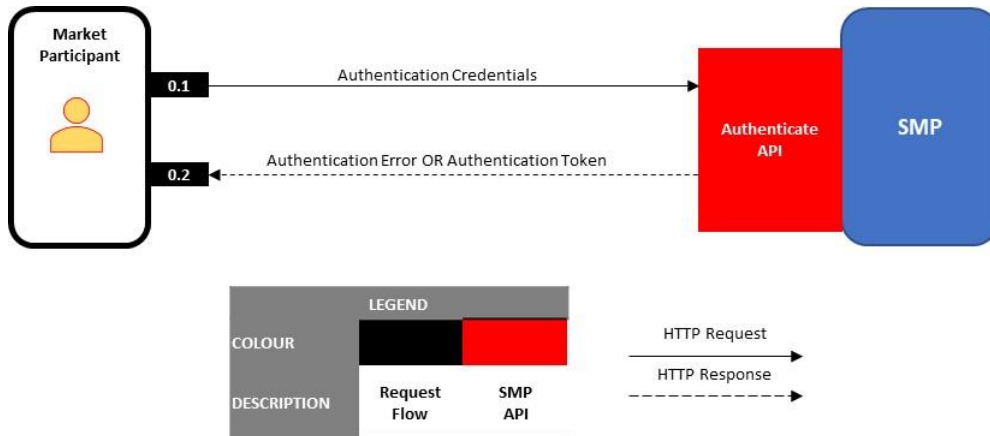 Market
Participant
0.1
Authentication Credentials
Authenticate
API
SMP
0.2
Authentication Error OR Authentication Token
LEGEND
COLOUR
DESCRIPTION
Request
Flow
SMP
API
HTTP Request
HTTP Response